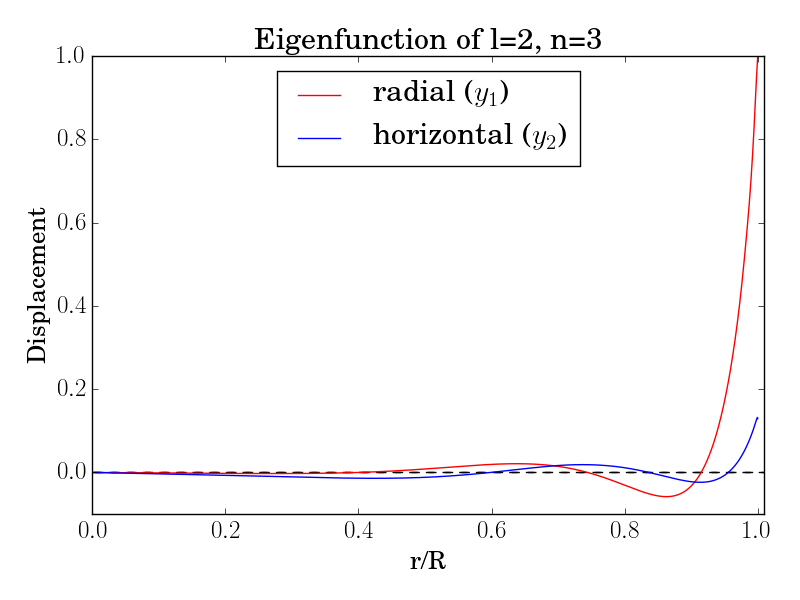 Eigenfunction of l=2, n=3
1.0
radial (y₁)
horizontal (y₂)
0.8
0.6
0.4
0.2
0.0
Displacement
0.0 0.2 0.4 0.6 0.8 1.0
r/R